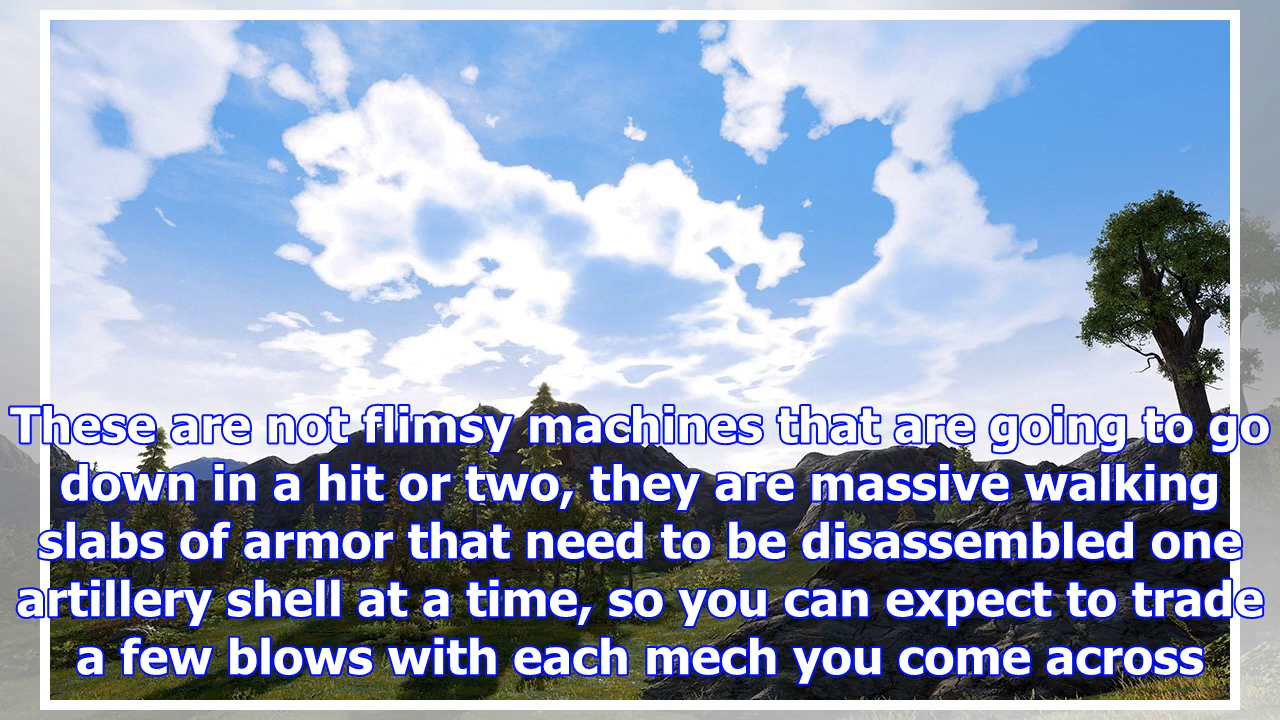 These are not flimsy machines that are going to go
down in a hit or two, they are massive walking
slabs of armor that need to be disassembled one
artillery shell at a time, so you can expect to trade
a few blows with each mech you come across